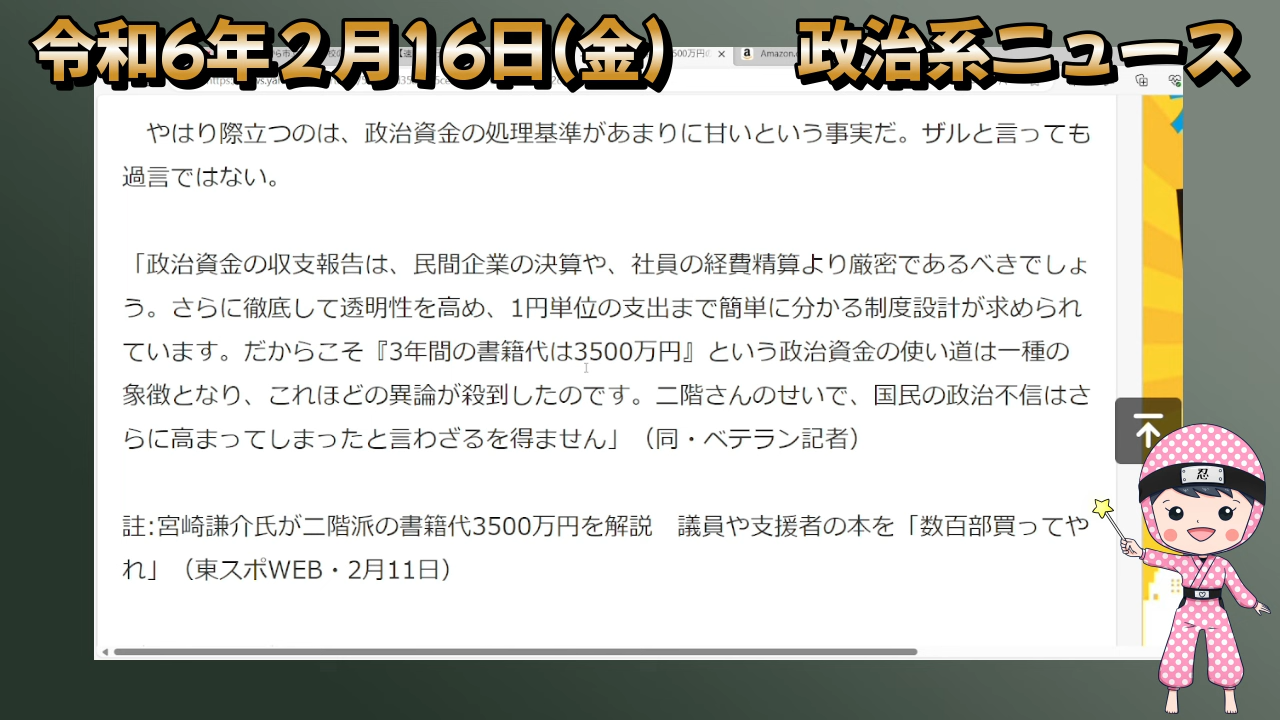 令和6年2月16日(金) 政治系ニュース
やはり際立つのは、政治資金の処理基準があまりに甘いという事実だ。ザルと言っても
過言ではない。
「政治資金の収支報告は、民間企業の決算や、社員の経費精算より厳密であるべきでしょ
う。さらに徹底して透明性を高め、1円単位の支出まで簡単に分かる制度設計が求められ
ています。だからこそ『3年間の書籍代は3500万円』という政治資金の使い道は一種の
象徴となり、これほどの異論が殺到したのです。二階さんのせいで、国民の政治不信はさ
らに高まってしまったと言わざるを得ません」（同・ベテラン記者）
註:宮崎謙介氏が二階派の書籍代3500万円を解説 議員や支援者の本を「数百部買ってや
れ」（東スポWEB・2月11日）
忍